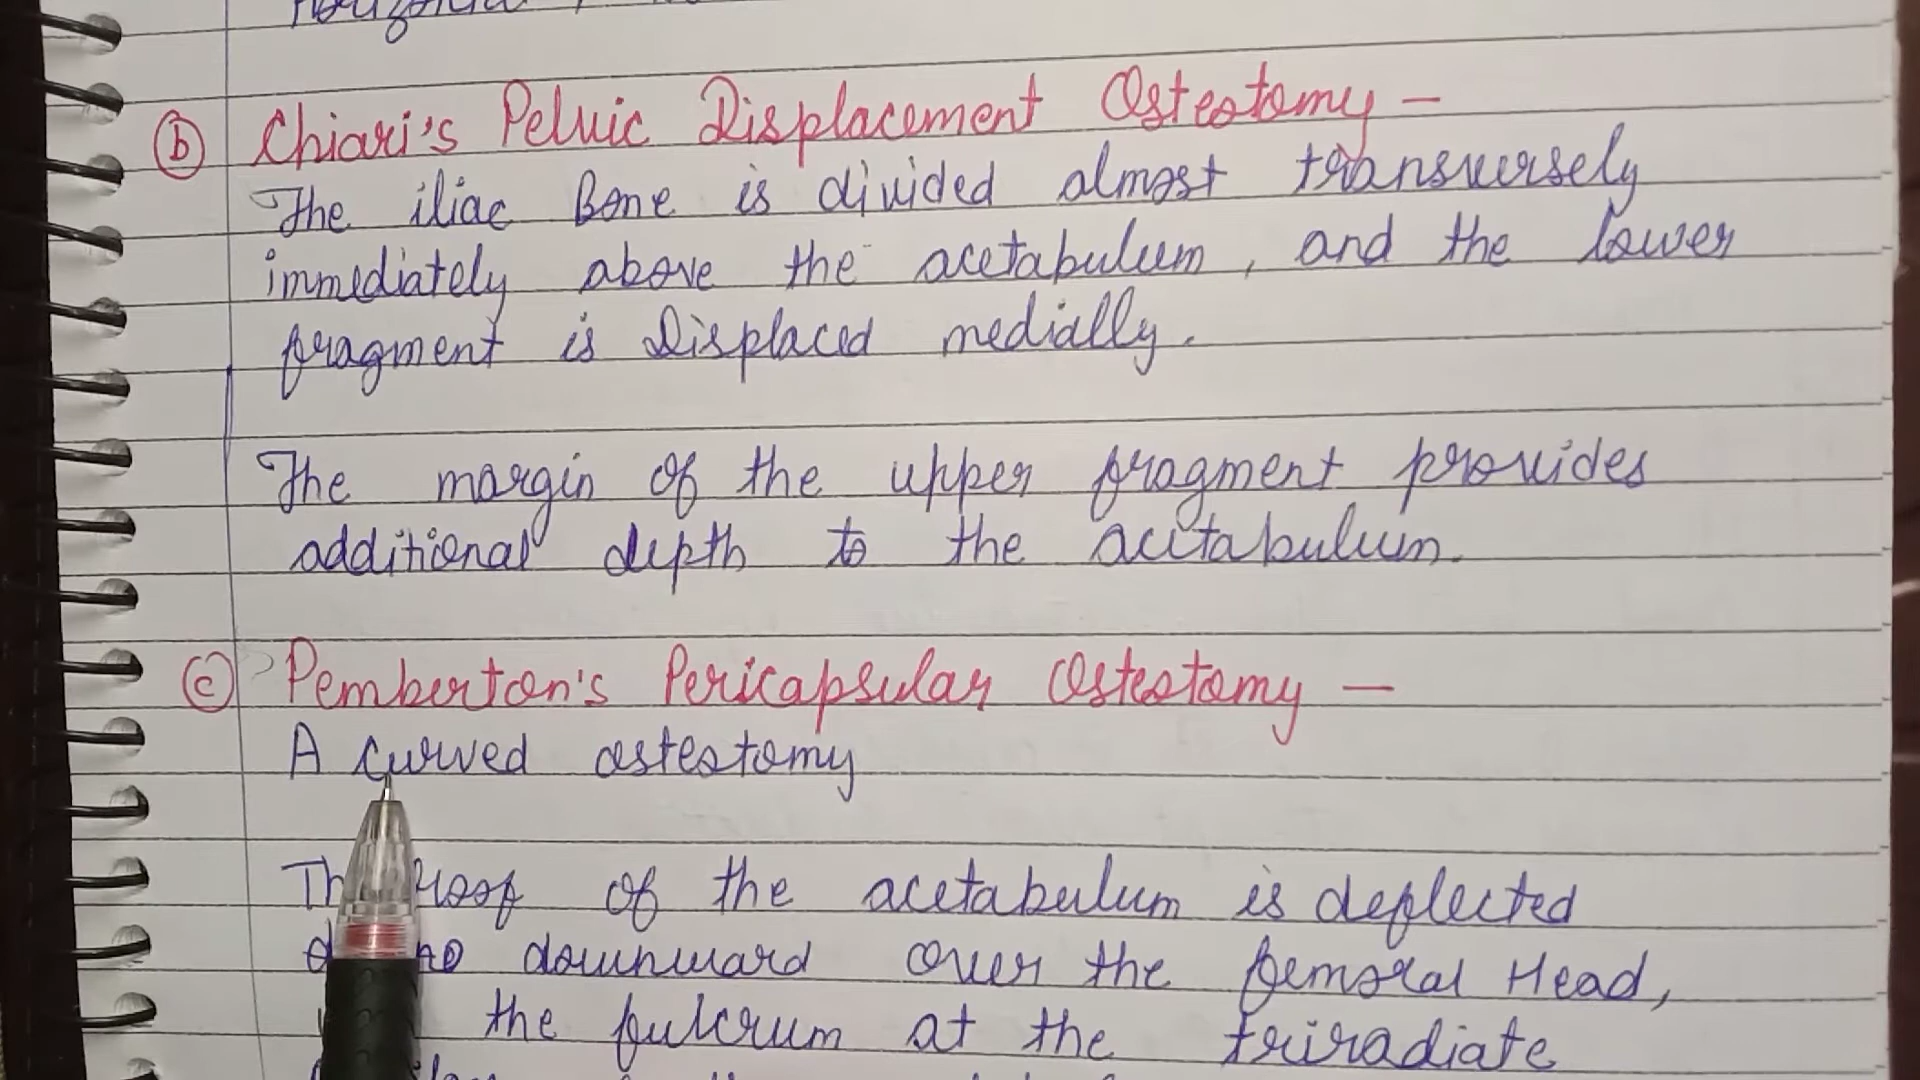 (b) Chiari's Pelvic Displacement Osteotomy –
The iliac Bone is divided almost transversely
immediately above the acetabulum, and the lower
fragment is Displaced medially.
The margin of the upper fragment provides
additional depth to the acetabulum.
(c) Pemberton's Pericapsular Osteotomy –
A curved osteotomy
roof of the acetabulum is deflected
downward over the femoral Head,
the fulcrum at the triradiate